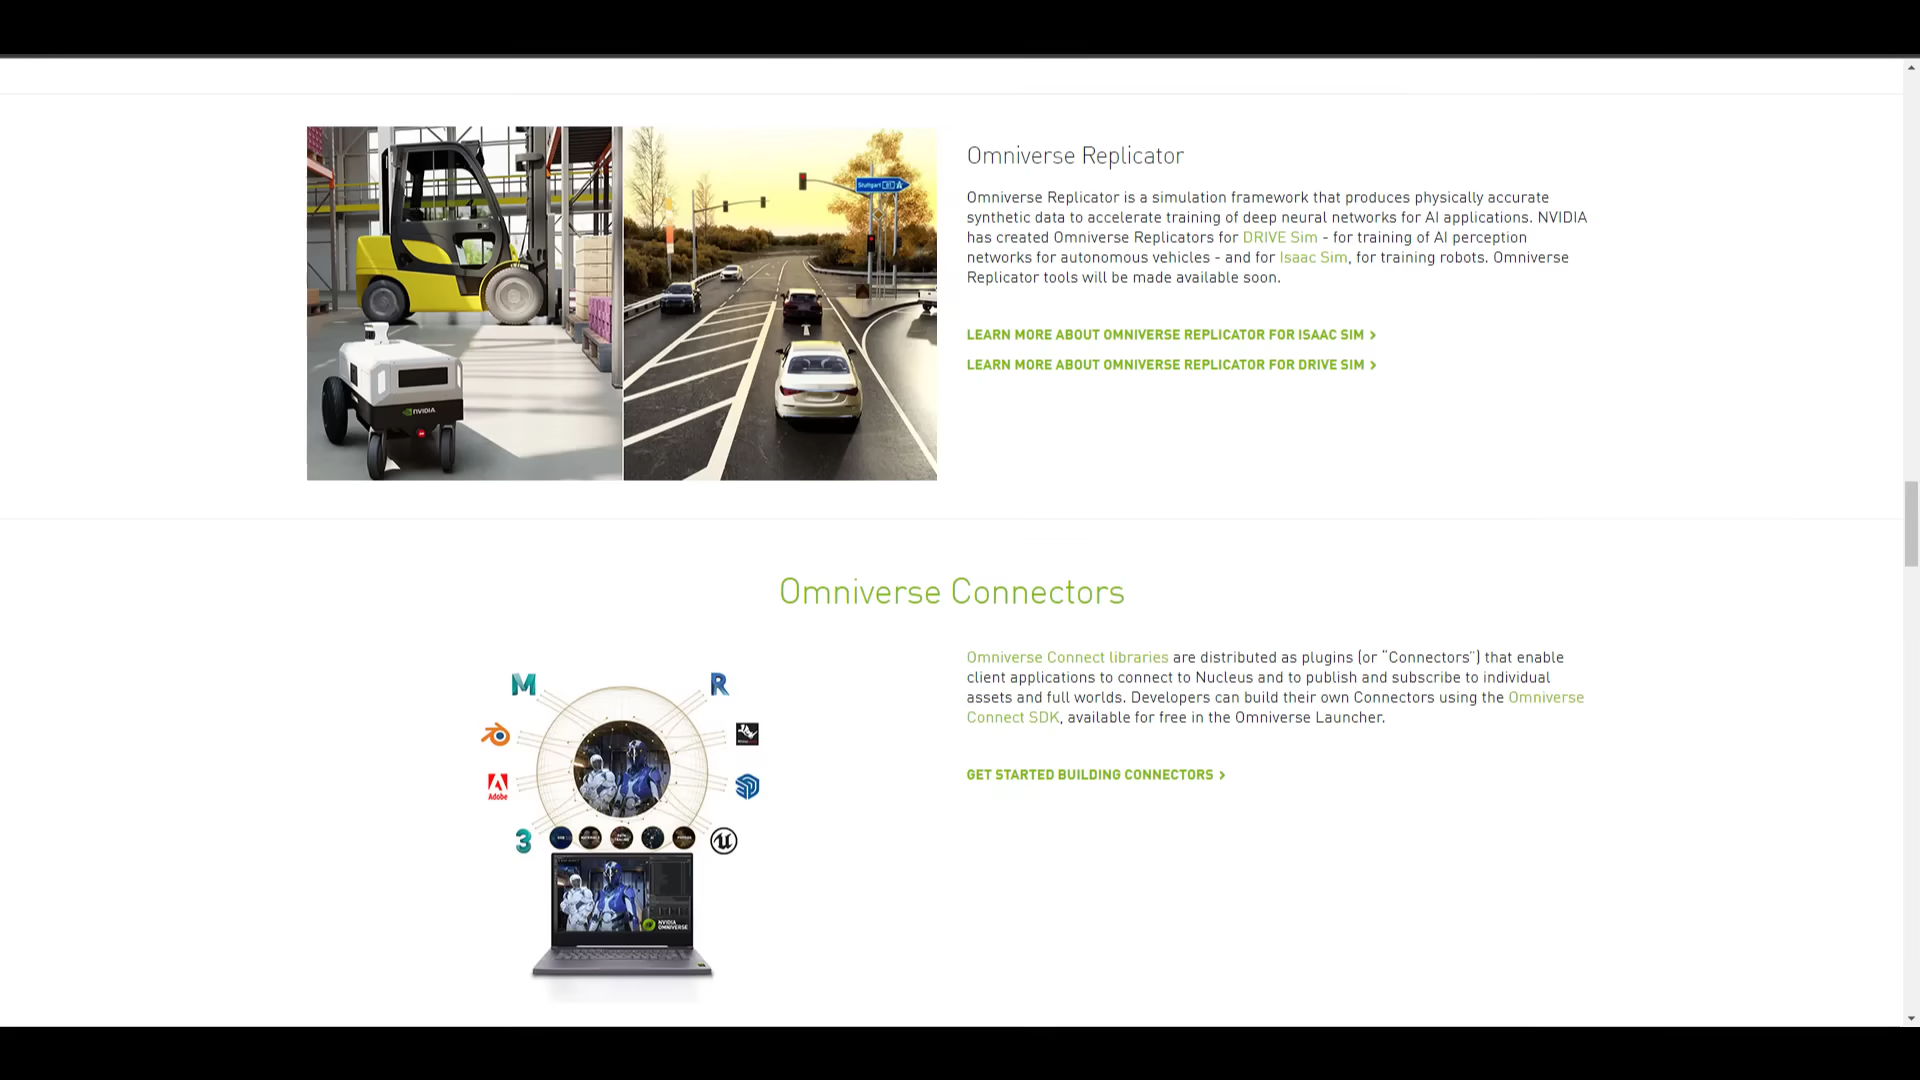 Stuttgart
NVIDIA
Omniverse Replicator
Omniverse Replicator is a simulation framework that produces physically accurate
synthetic data to accelerate training of deep neural networks for AI applications. NVIDIA
has created Omniverse Replicators for DRIVE Sim - for training of AI perception
networks for autonomous vehicles - and for Isaac Sim, for training robots. Omniverse
Replicator tools will be made available soon.
LEARN MORE ABOUT OMNIVERSE REPLICATOR FOR ISAAC SIM >
LEARN MORE ABOUT OMNIVERSE REPLICATOR FOR DRIVE SIM >
Omniverse Connectors
M
R
Adobe
3
NVIDIA
OMNIVERSE
Omniverse Connect libraries are distributed as plugins (or “Connectors”) that enable
client applications to connect to Nucleus and to publish and subscribe to individual
assets and full worlds. Developers can build their own Connectors using the Omniverse
Connect SDK, available for free in the Omniverse Launcher.
GET STARTED BUILDING CONNECTORS >